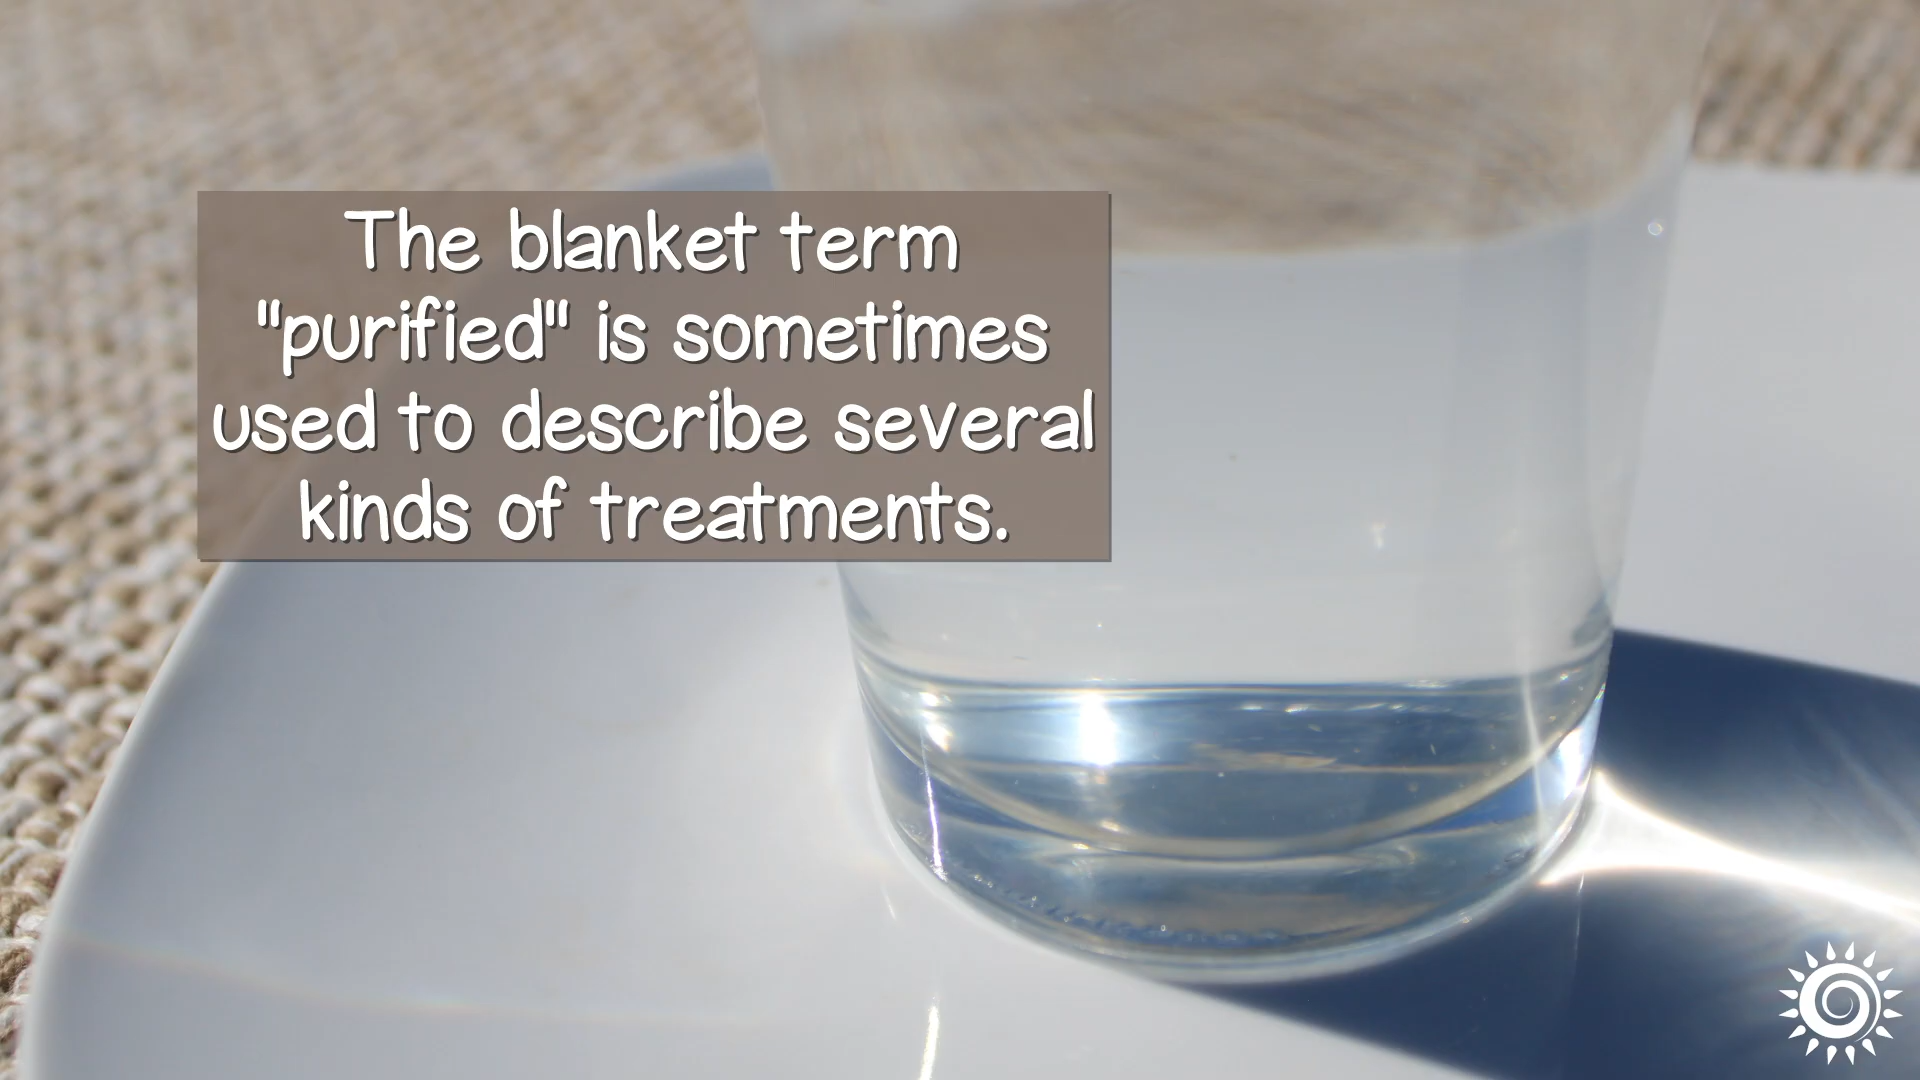 The blanket term
"purified" is sometimes
used to describe several
kinds of treatments.